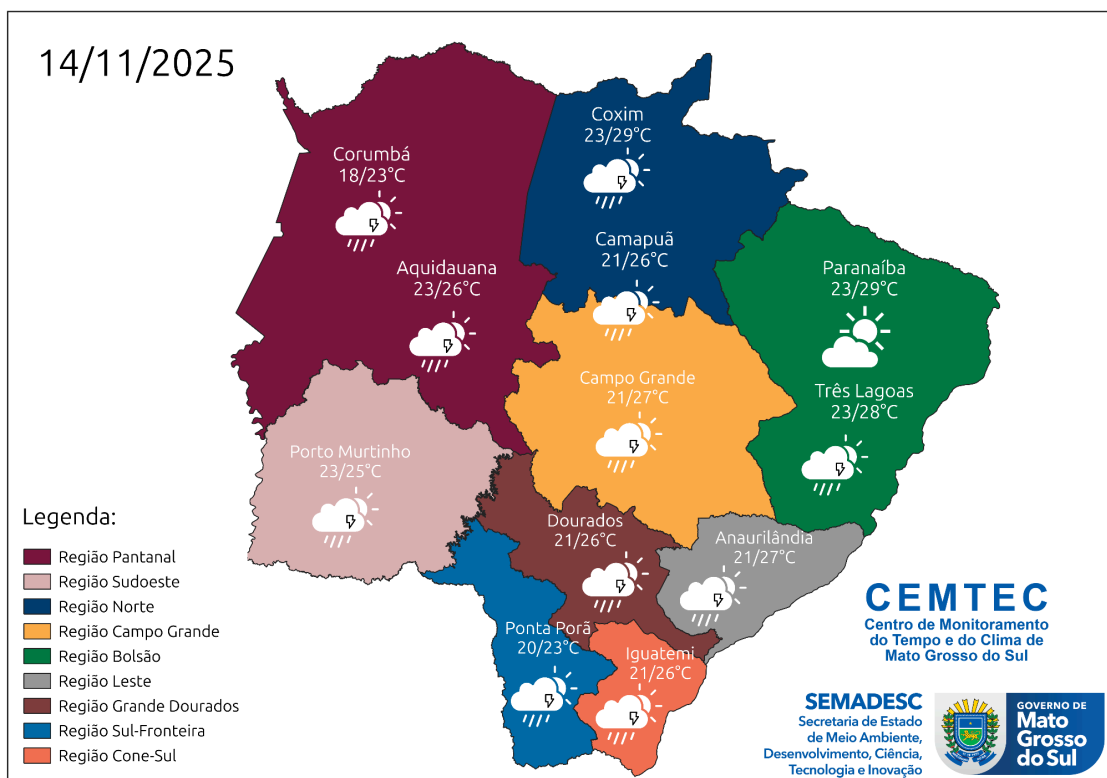 14/11/2025
Coxim
23/29°C
Corumbá
18/23°C
Camapuã
21/26°C
Aquidauana
23/26°C
Paranaíba
23/29°C
Campo Grande
21/27°C
Três Lagoas
23/28°C
Porto Murtinho
23/25°C
Dourados
21/26°C
Anaurilândia
21/27°C
Ponta Porã
20/23°C
Iguatemi
21/26°C
Legenda:
Região Pantanal
Região Sudoeste
Região Norte
Região Campo Grande
Região Bolsão
Região Leste
Região Grande Dourados
Região Sul-Fronteira
Região Cone-Sul
CEMTEC
Centro de Monitoramento
do Tempo e do Clima de
Mato Grosso do Sul
SEMADESC
Secretaria de Estado
de Meio Ambiente,
Desenvolvimento, Ciência,
Tecnologia e Inovação
GOVERNO DE
Mato
Grosso
do Sul